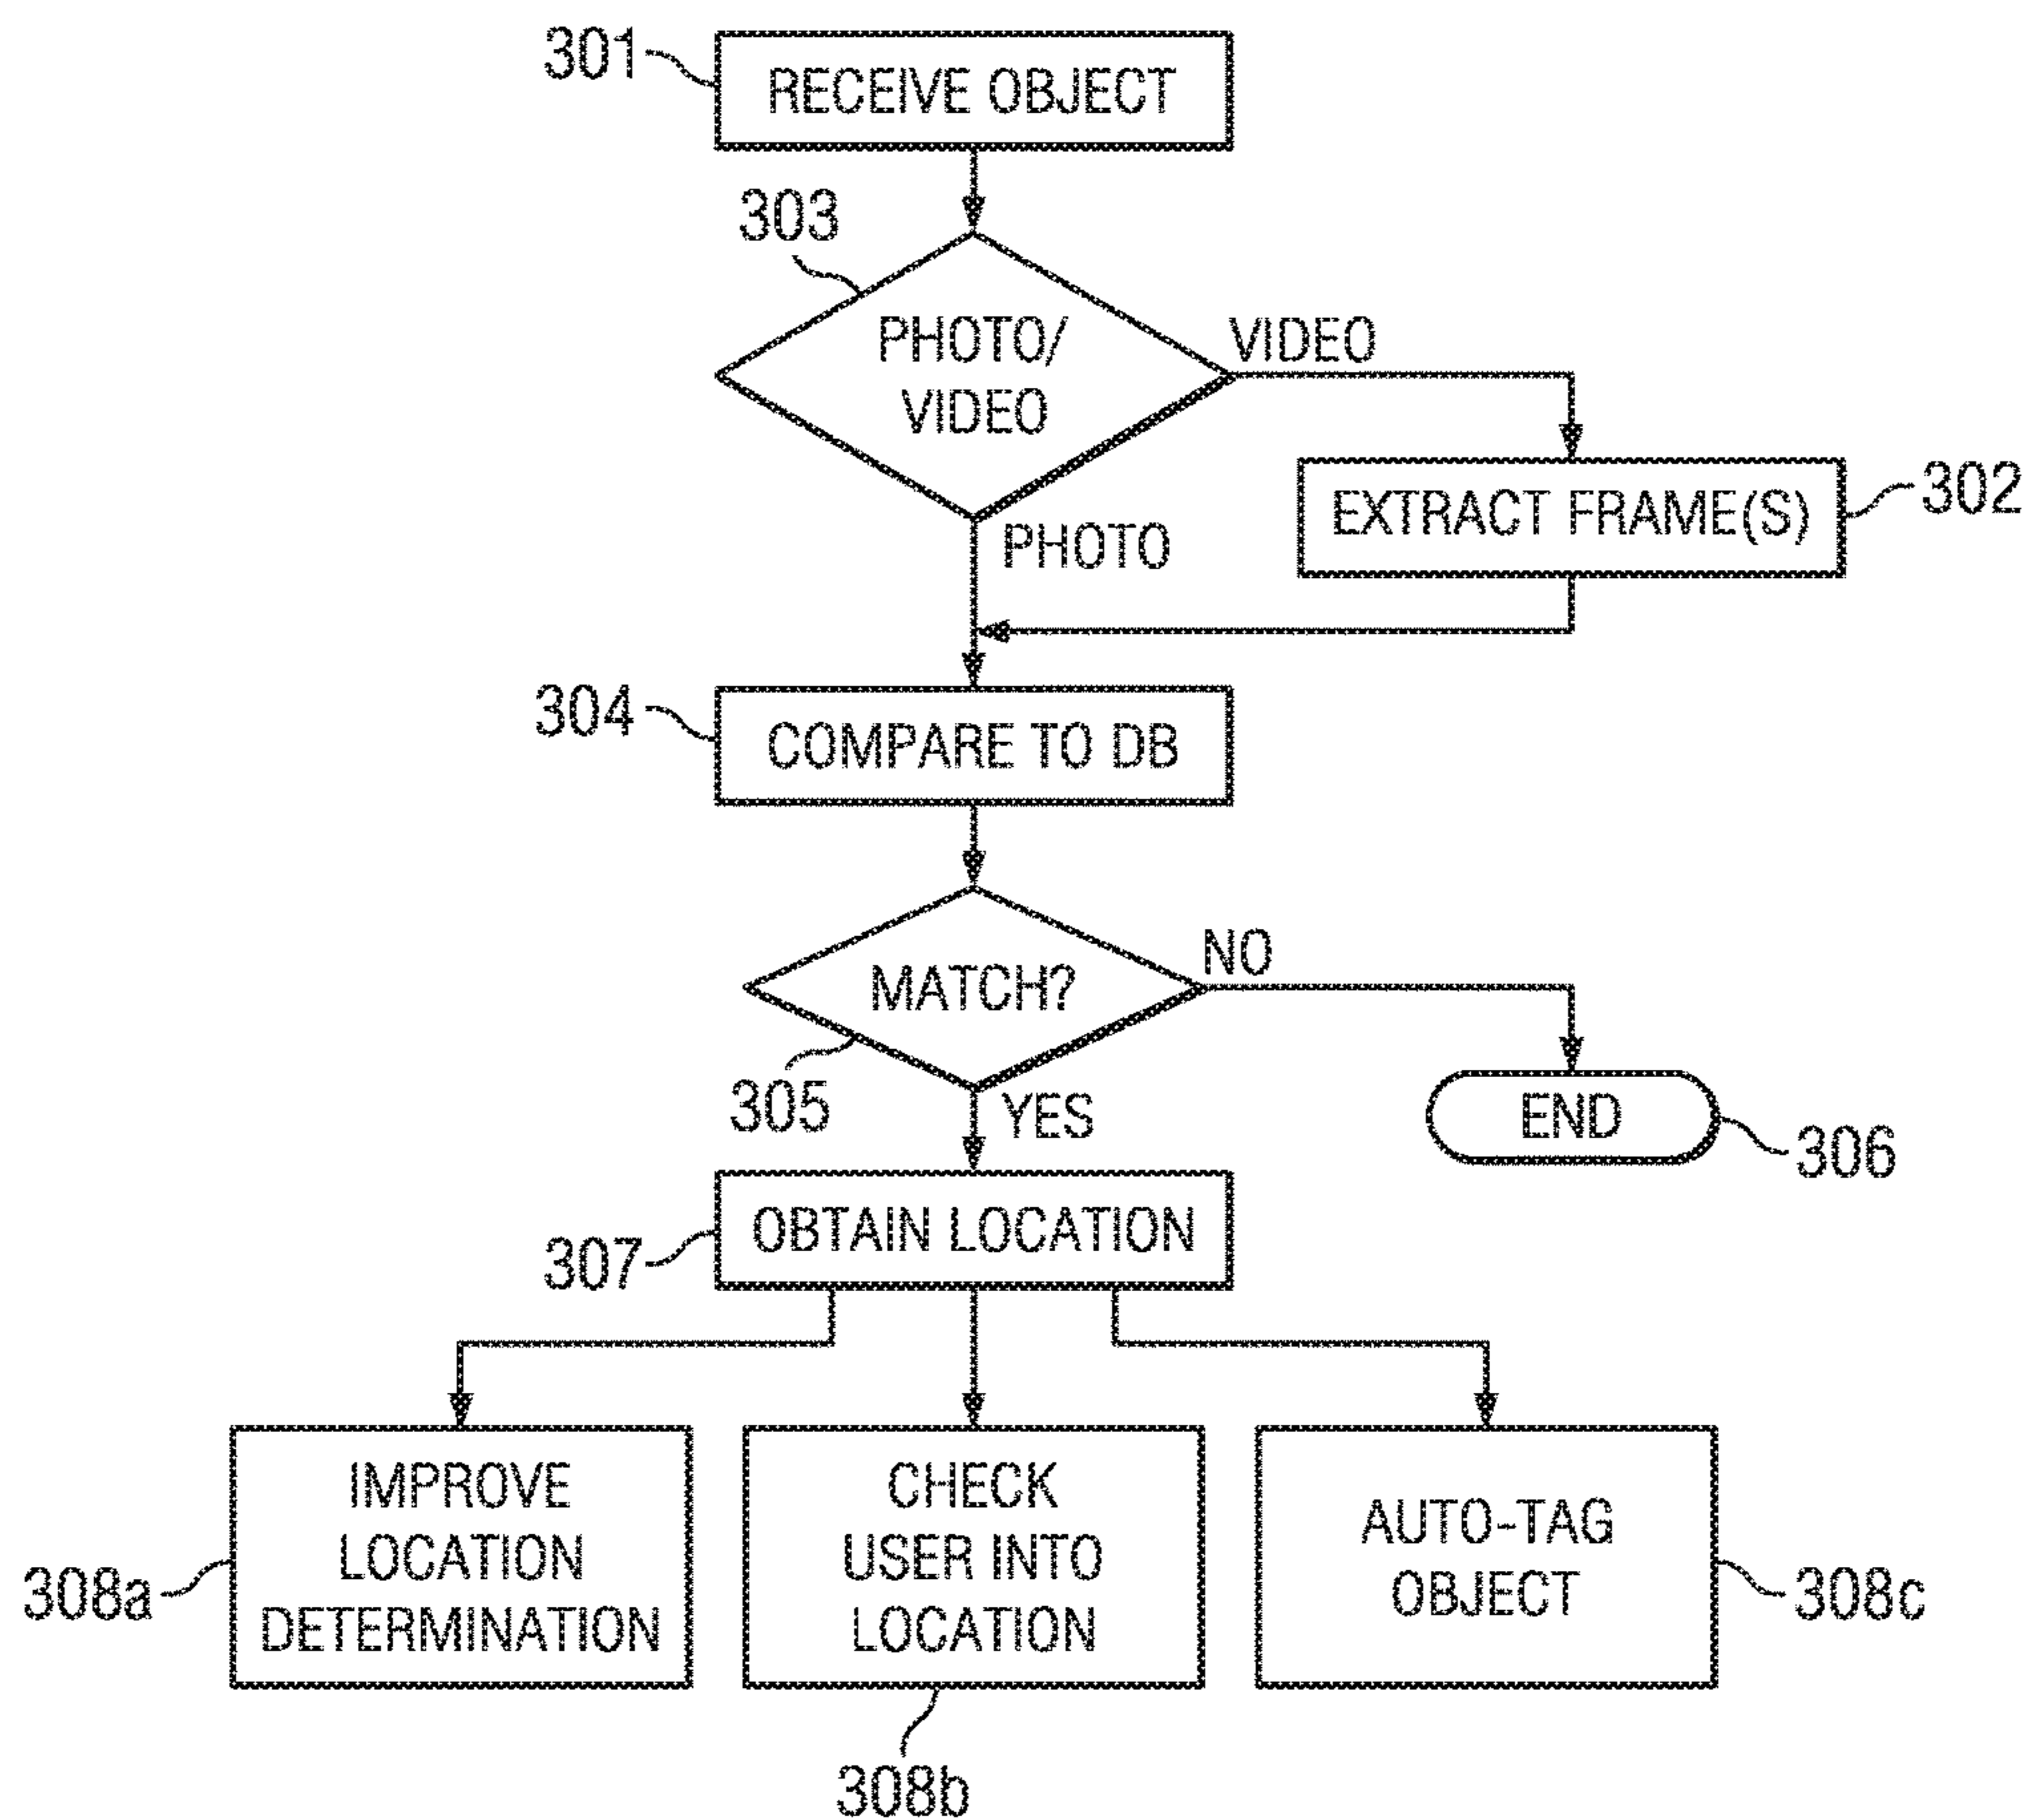 301
RECEIVE OBJECT
303
PHOTO/
VIDEO
VIDEO
PHOTO
EXTRACT FRAME(S)
302
304
COMPARE TO DB
MATCH?
NO
305
YES
END
306
OBTAIN LOCATION
307
IMPROVE
LOCATION
DETERMINATION
308a
CHECK
USER INTO
LOCATION
308b
AUTO-TAG
OBJECT
308c